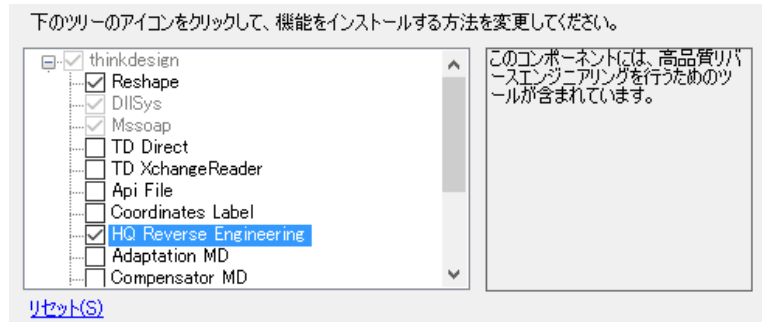 下のツリーのアイコンをクリックして、機能をインストールする方法を変更してください。
thinkdesign
Reshape
DllSys
Mssoap
TD Direct
TD XchangeReader
Api File
Coordinates Label
HQ Reverse Engineering
Adaptation MD
Compensator MD
このコンポーネントには、高品質リバ
ースエンジニアリングを行うためのツ
ールが含まれています。
リセット(S)